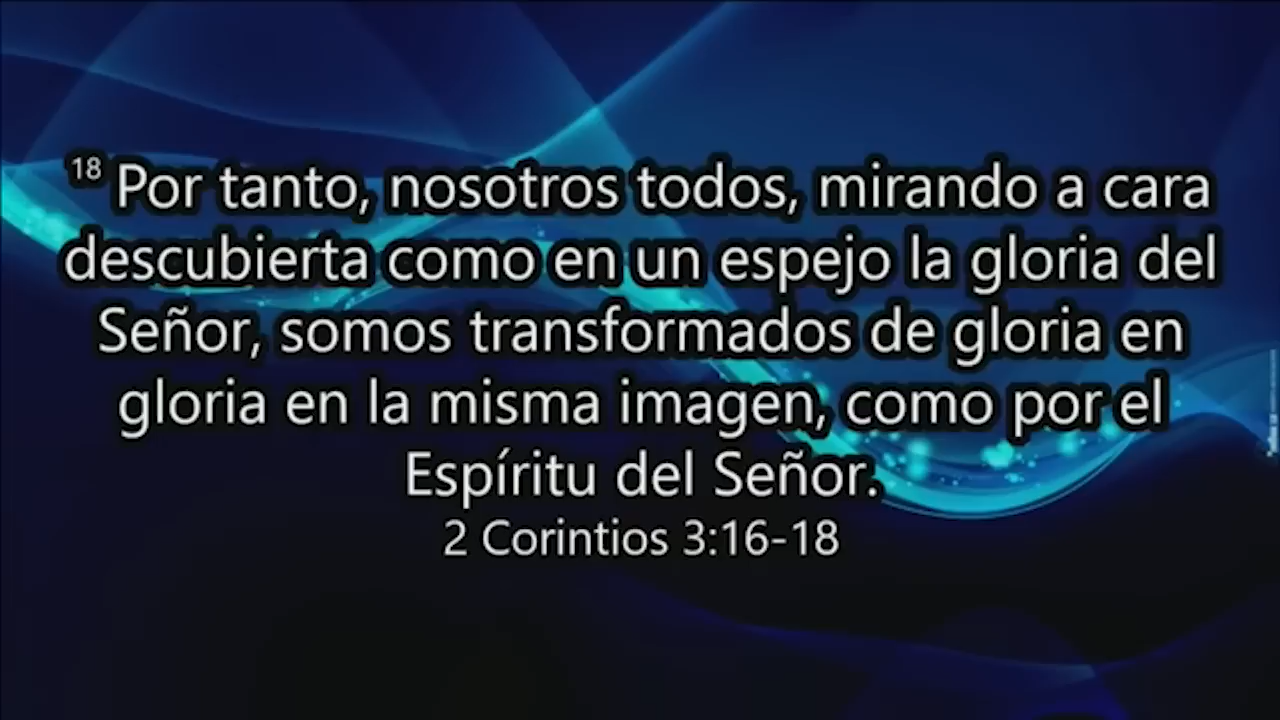 18 Por tanto, nosotros todos, mirando a cara
descubierta como en un espejo la gloria del
Señor, somos transformados de gloria en
gloria en la misma imagen, como por el
Espíritu del Señor.
2 Corintios 3:16-18